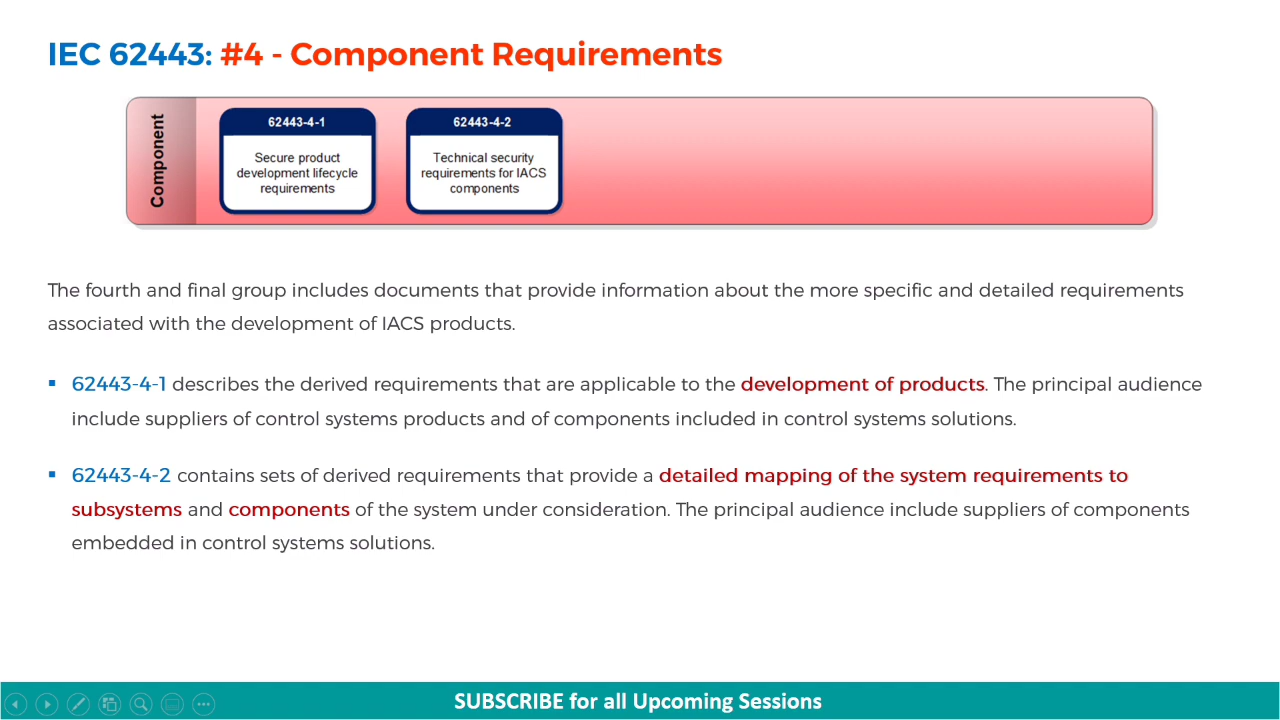 IEC 62443: #4 - Component Requirements
Component
62443-4-1
Secure product
development lifecycle
requirements
62443-4-2
Technical security
requirements for IACS
components
The fourth and final group includes documents that provide information about the more specific and detailed requirements
associated with the development of IACS products.
▪ 62443-4-1 describes the derived requirements that are applicable to the development of products. The principal audience
include suppliers of control systems products and of components included in control systems solutions.
▪ 62443-4-2 contains sets of derived requirements that provide a detailed mapping of the system requirements to
subsystems and components of the system under consideration. The principal audience include suppliers of components
embedded in control systems solutions.
SUBSCRIBE for all Upcoming Sessions